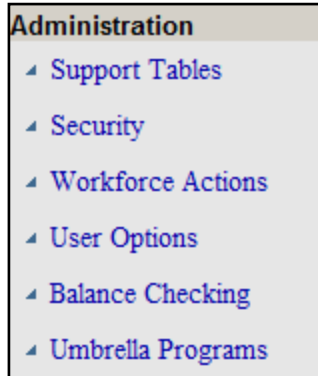 Administration
Support Tables
Security
Workforce Actions
User Options
Balance Checking
Umbrella Programs